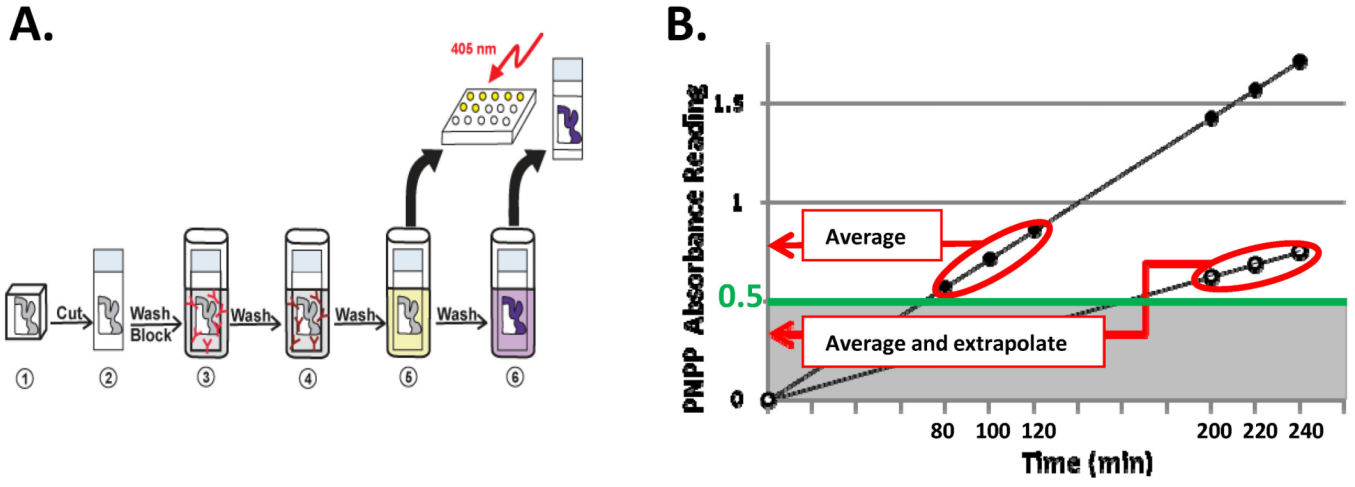 A.
405 nm
Cut
Wash
Block
Wash
Wash
Wash
1
2
3
4
5
6
B.
PNPP Absorbance Reading
1.5
1
0.5
0
Average
Average and extrapolate
80 100 120 200 220 240
Time (min)